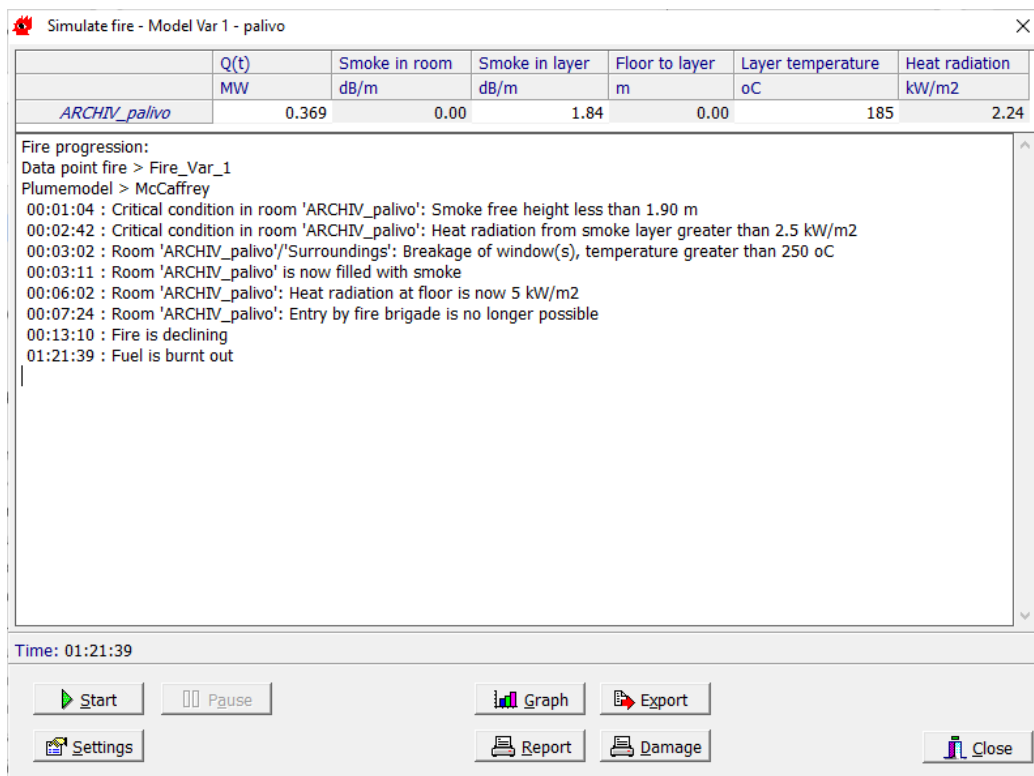 Simulate fire - Model Var 1 - palivo
Q(t) Smoke in room Smoke in layer Floor to layer Layer temperature Heat radiation
MW dB/m dB/m m oC kW/m2
ARCHIV_palivo 0.369 0.00 1.84 0.00 185 2.24
Fire progression:
Data point fire > Fire_Var_1
Plumemodel > McCaffrey
00:01:04 : Critical condition in room 'ARCHIV_palivo': Smoke free height less than 1.90 m
00:02:42 : Critical condition in room 'ARCHIV_palivo': Heat radiation from smoke layer greater than 2.5 kW/m2
00:03:02 : Room 'ARCHIV_palivo'/'Surroundings': Breakage of window(s), temperature greater than 250 oC
00:03:11 : Room 'ARCHIV_palivo' is now filled with smoke
00:06:02 : Room 'ARCHIV_palivo': Heat radiation at floor is now 5 kW/m2
00:07:24 : Room 'ARCHIV_palivo': Entry by fire brigade is no longer possible
00:13:10 : Fire is declining
01:21:39 : Fuel is burnt out
Time: 01:21:39
Start Pause Graph Export
Settings Report Damage Close